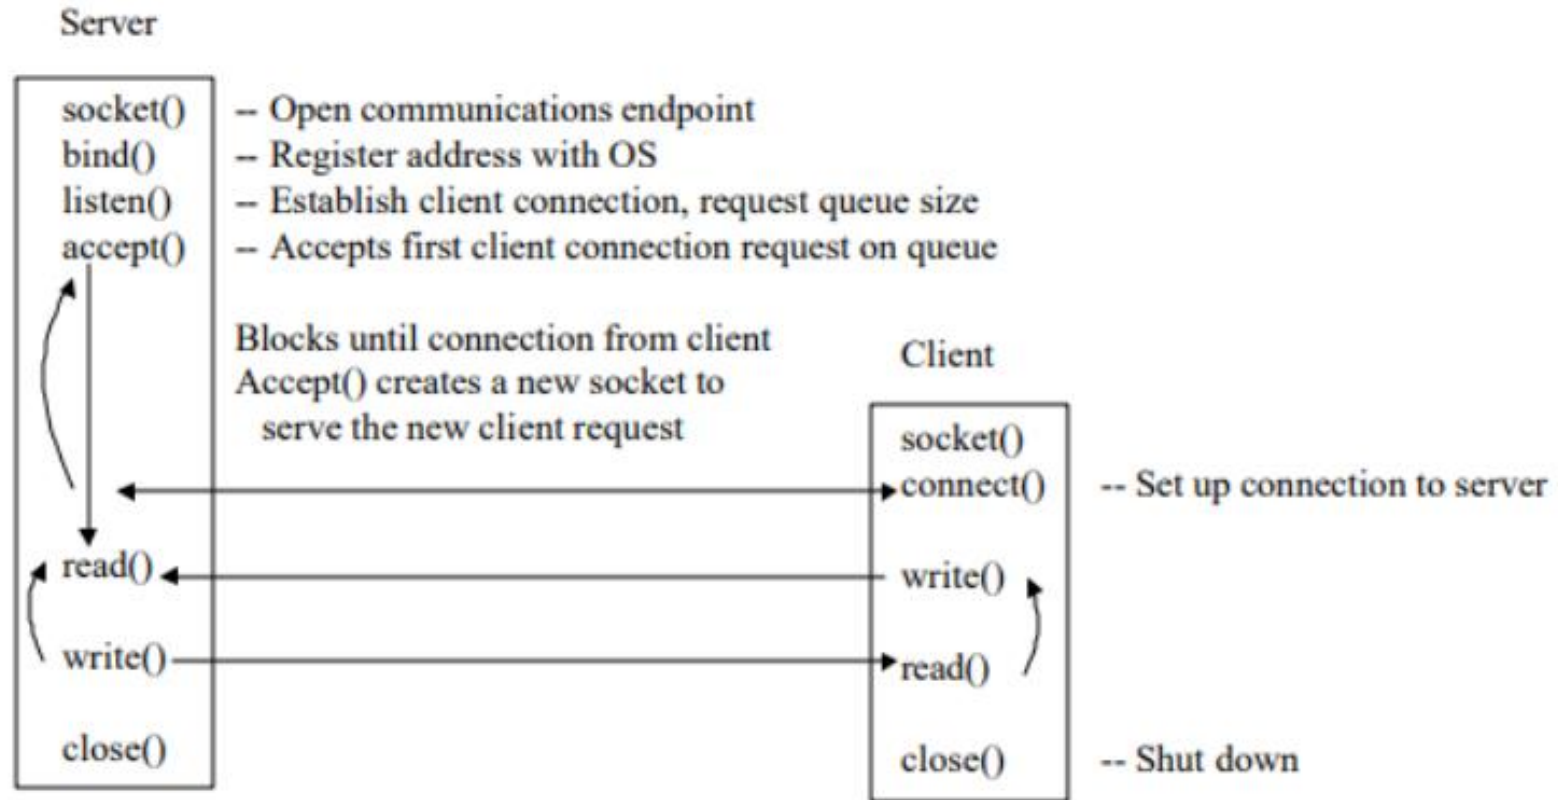 Server
socket() -- Open communications endpoint
bind() -- Register address with OS
listen() -- Establish client connection, request queue size
accept() -- Accepts first client connection request on queue
Blocks until connection from client
Accept() creates a new socket to
serve the new client request
Client
socket()
connect() -- Set up connection to server
read()
write()
write()
read()
close()
close() -- Shut down